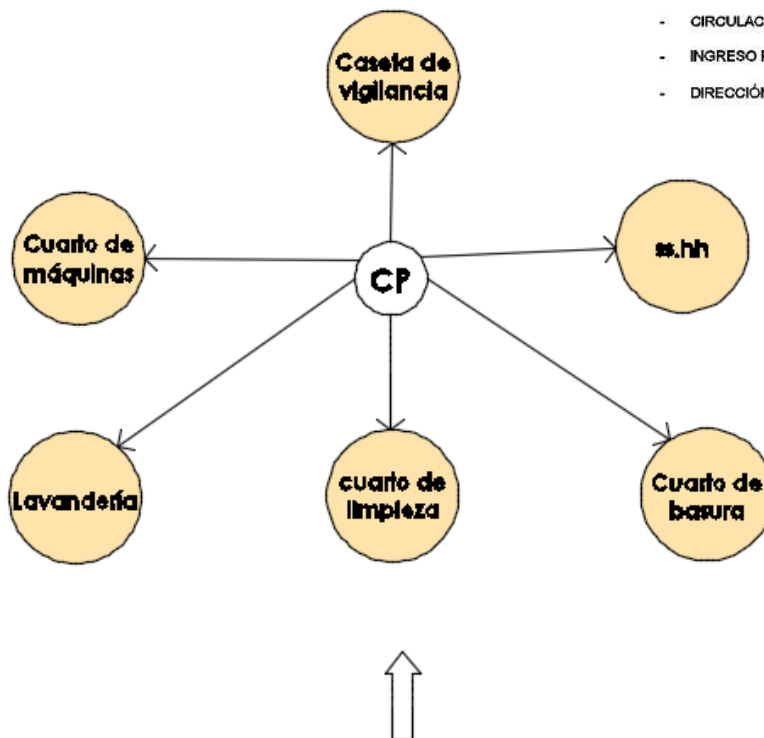 - CIRCULAC
- INGRESO
- DIRECCIÓN
Caseta de
vigilancia
Cuarto de
máquinas
CP
ss.hh
Lavandería
cuarto de
limpieza
Cuarto de
basura